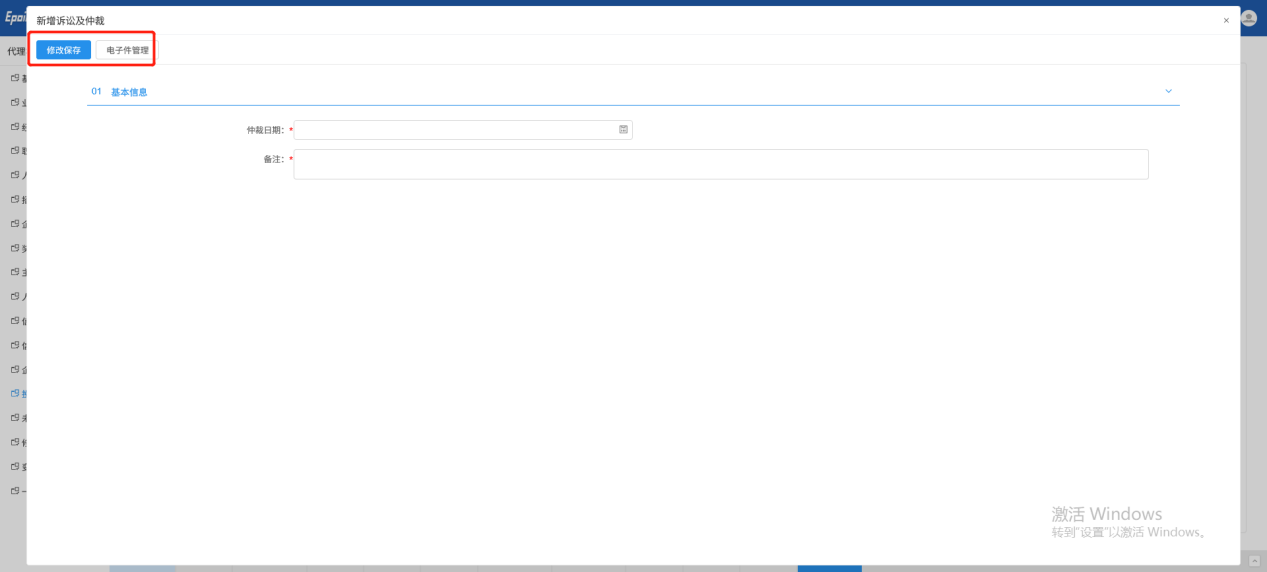 Epoi
新增诉讼及仲裁
×
代理
修改保存
电子件管理
01 基本信息
仲裁日期：*
备注：*
激活 Windows
转到"设置"以激活 Windows。